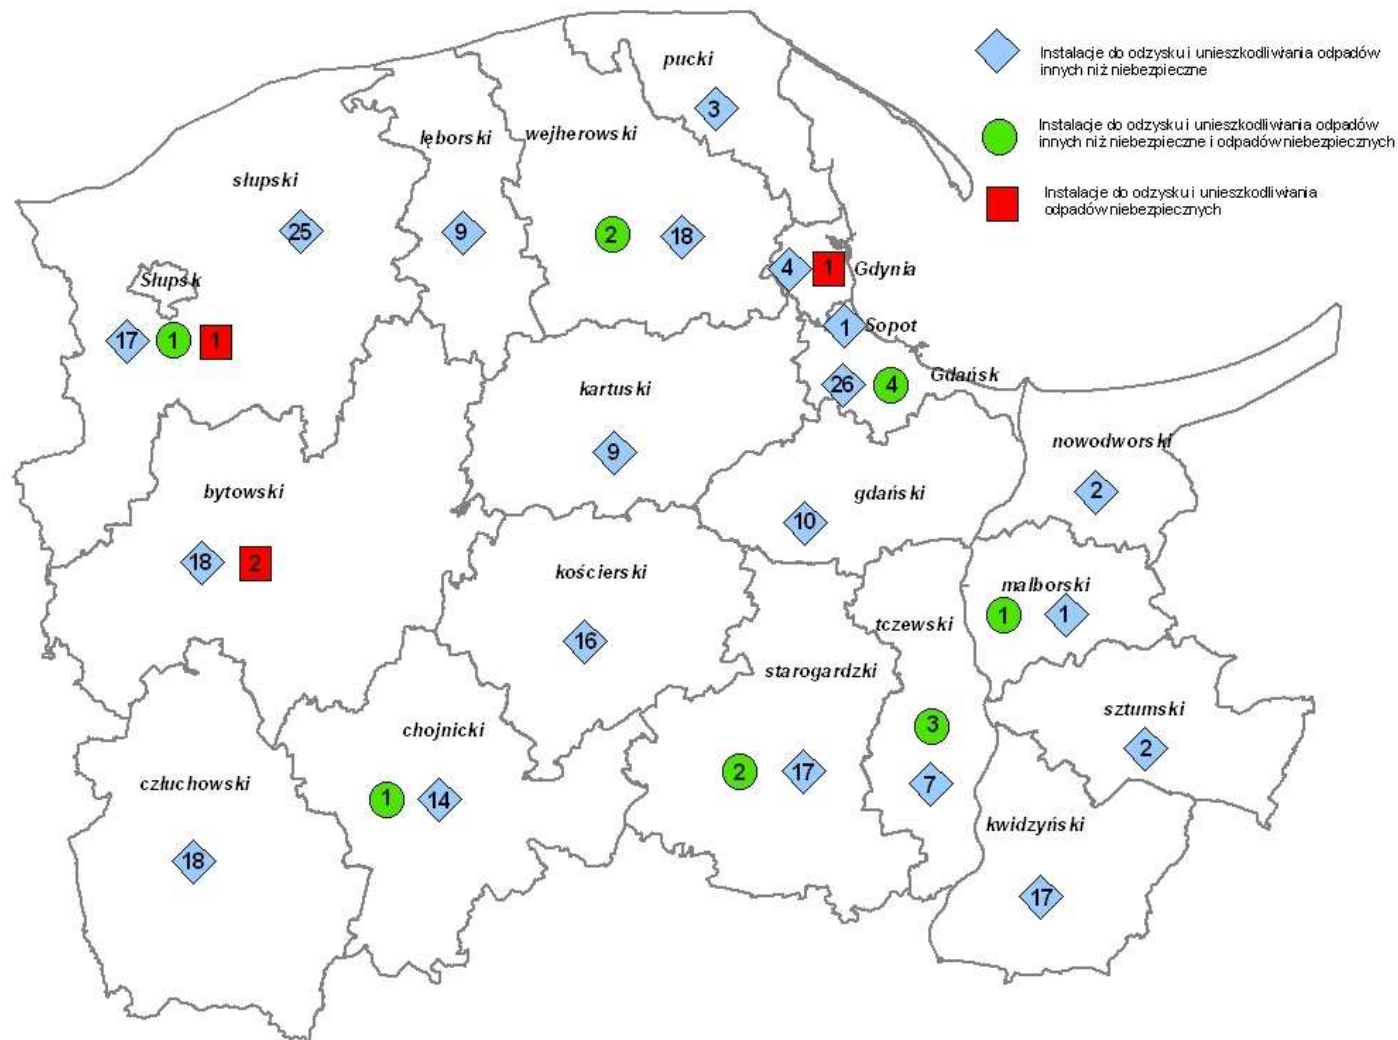 pucki
Instalacje do odzysku i unieszkodliwiania odpadów
innych niż niebezpieczne
3
lęborski
wejherowski
Instalacje do odzysku i unieszkodliwiania odpadów
innych niż niebezpieczne i odpadów niebezpiecznych
słupski
Instalacje do odzysku i unieszkodliwiania
odpadów niebezpiecznych
25
9
2
18
4
1
Gdynia
Słupsk
17
1
1
1
Sopot
26
4
Gdańsk
kartuski
9
nowodworski
2
bytowski
18
2
gdański
10
kościerski
16
malborski
1
1
tczewski
3
7
starogardzki
2
17
sztumski
2
chojnicki
1
14
człuchowski
18
kwidzyński
17